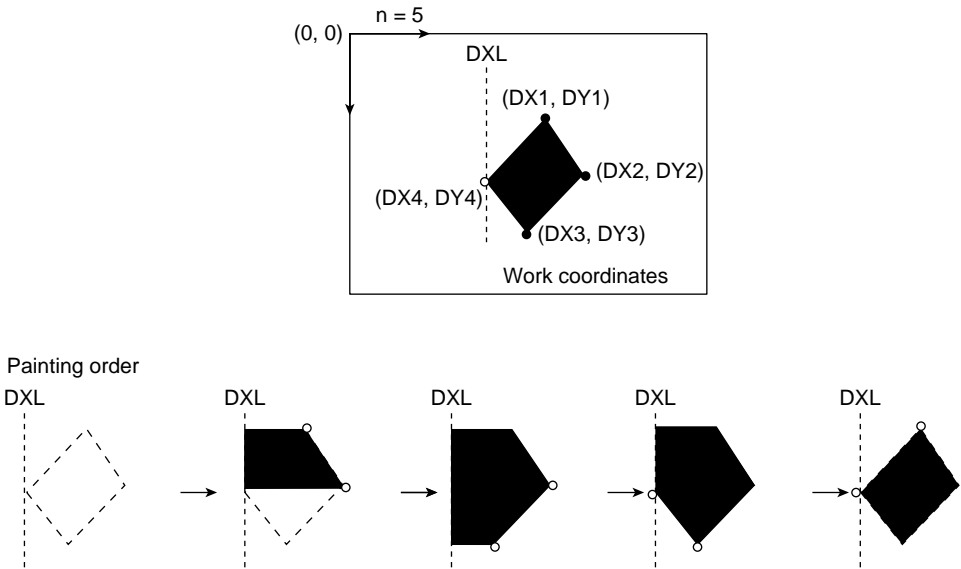 n = 5
(0, 0)
DXL
(DX1, DY1)
(DX2, DY2)
(DX4, DY4)
(DX3, DY3)
Work coordinates
Painting order
DXL
DXL
DXL
DXL
DXL